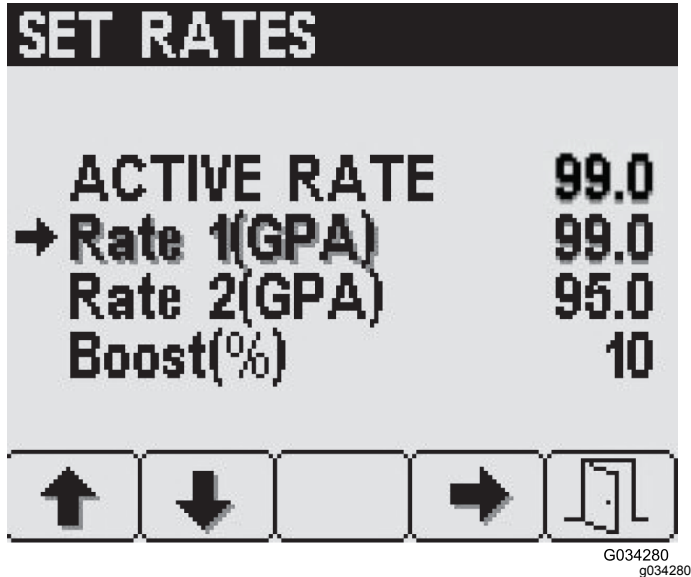 SET RATES
ACTIVE RATE 99.0
Rate 1(GPA) 99.0
Rate 2(GPA) 95.0
Boost(%) 10
G034280
g034280